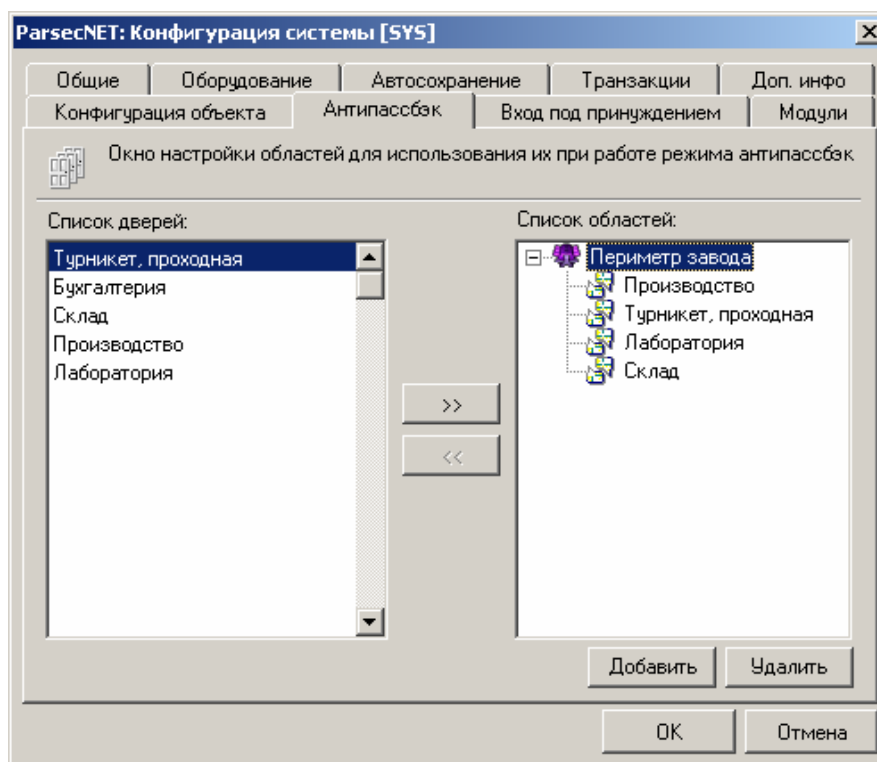 ParsecNET: Конфигурация системы [SYS]
Общие
Оборудование
Автосохранение
Транзакции
Доп. инфо
Конфигурация объекта
Антипассбэк
Вход под принуждением
Модули
Окно настройки областей для использования их при работе режима антипассбэк
Список дверей:
Турникет, проходная
Бухгалтерия
Склад
Производство
Лаборатория
>>
<<
Список областей:
Периметр завода
Производство
Турникет, проходная
Лаборатория
Склад
Добавить
Удалить
OK
Отмена